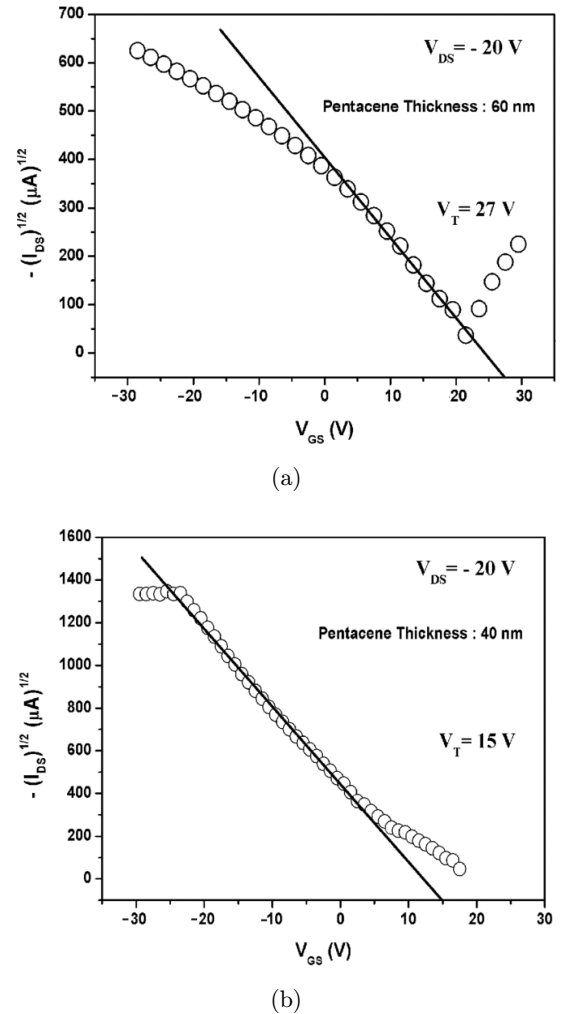 700
600
500
400
300
200
100
0
- (I_DS)^1/2 (μA)^1/2
V_DS= - 20 V
Pentacene Thickness : 60 nm
V_T= 27 V
−30 −20 −10 0 10 20 30
V_GS (V)
(a)
1600
1400
1200
1000
800
600
400
200
0
- (I_DS)^1/2 (μA)^1/2
V_DS= - 20 V
Pentacene Thickness : 40 nm
V_T= 15 V
−30 −20 −10 0 10 20 30
V_GS (V)
(b)